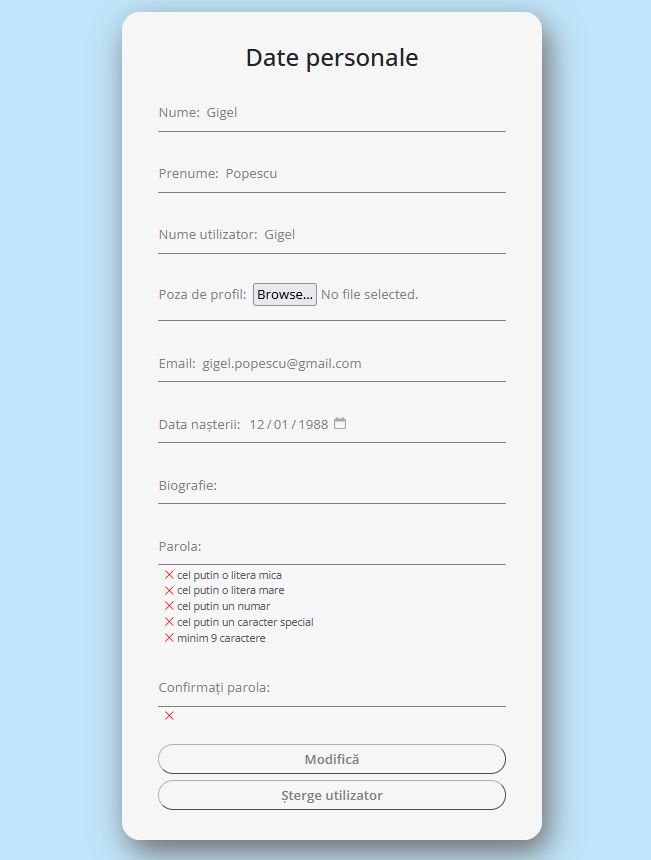 Date personale
Nume: Gigel
Prenume: Popescu
Nume utilizator: Gigel
Poza de profil: Browse... No file selected.
Email: gigel.popescu@gmail.com
Data nașterii: 12/01/1988
Biografie:
Parola:
cel putin o litera mica
cel putin o litera mare
cel putin un numar
cel putin un caracter special
minim 9 caractere
Confirmați parola:
Modifică
Șterge utilizator